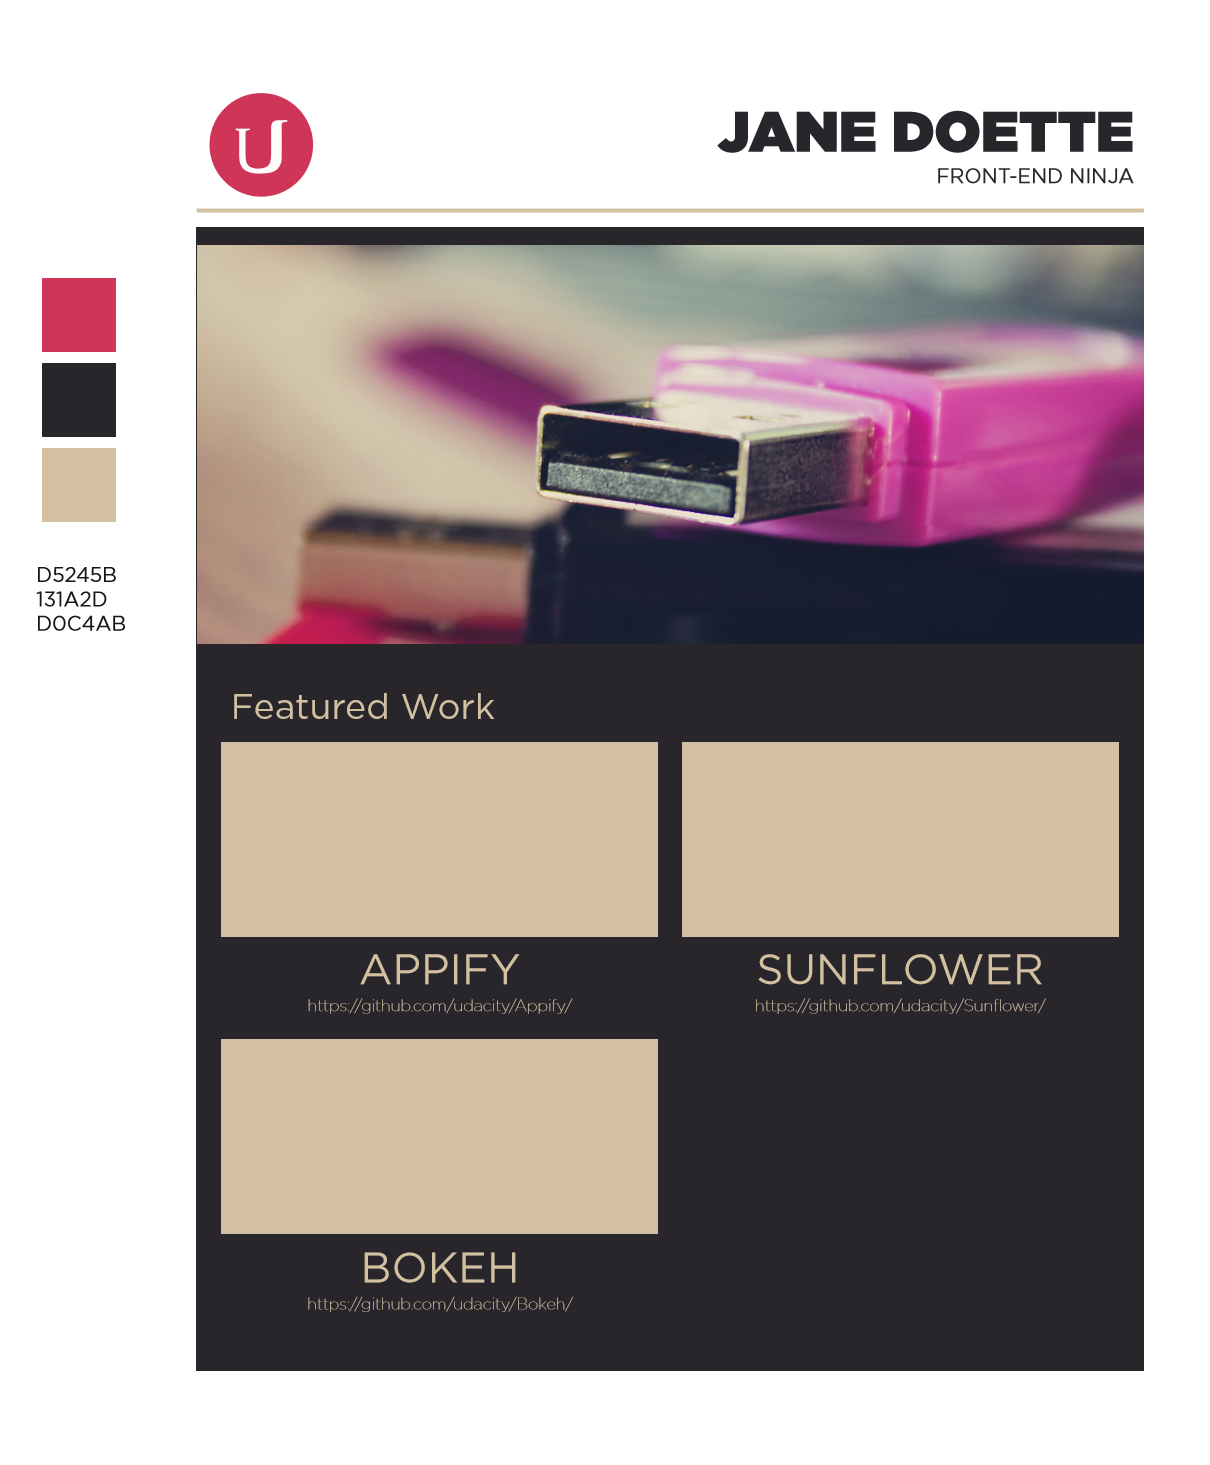 U
JANE DOETTE
FRONT-END NINJA
D5245B
131A2D
D0C4AB
Featured Work
APPIFY
https://github.com/udacity/Appify/
SUNFLOWER
https://github.com/udacity/Sunflower/
BOKEH
https://github.com/udacity/Bokeh/